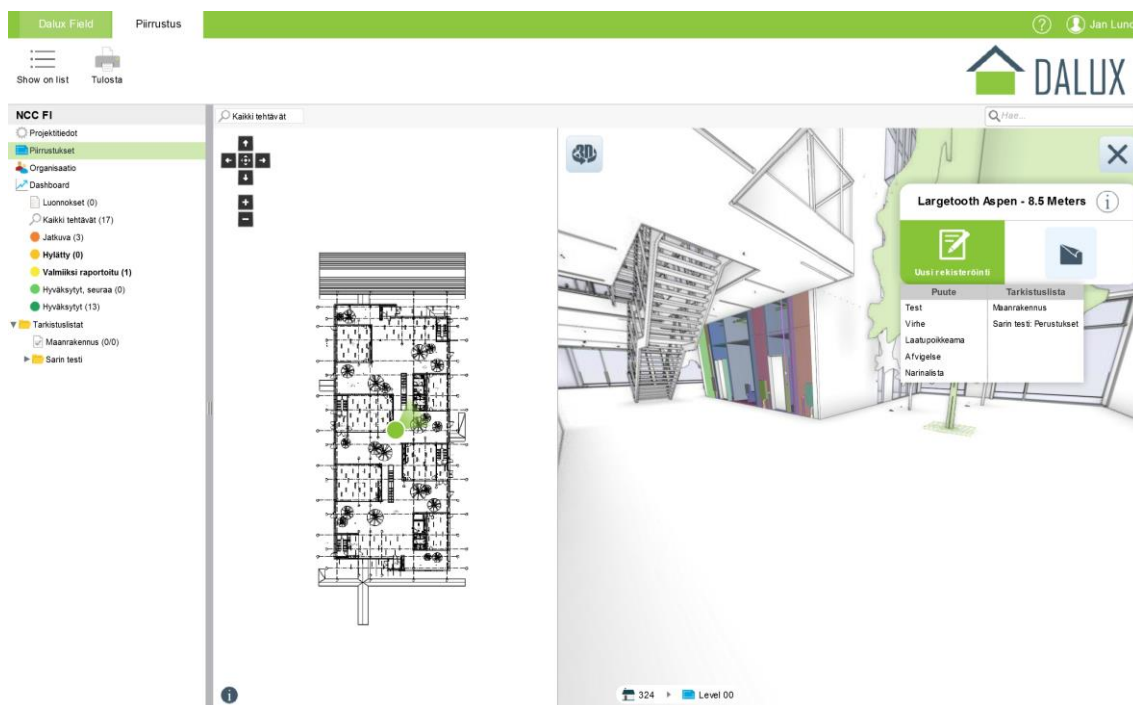 Dalux Field
Piirrustus
Jan Lund
Show on list
Tulosta
DALUX
NCC FI
Projektitiedot
Piirrustukset
Organisaatio
Dashboard
Luonnokset (0)
Kaikki tehtävät (17)
Jatkuva (3)
Hylätty (0)
Valmiiksi raportoitu (1)
Hyväksytyt, seuraa (0)
Hyväksytyt (13)
Tarkistuslistat
Maanrakennus (0/0)
Sarin testi
Kaikki tehtävät
Hae...
3D
Largetooth Aspen - 8.5 Meters
Uusi rekisteröinti
Puute Tarkistuslista
Test Maanrakennus
Virhe Sarin testi: Perustukset
Laatupoikkeama
Afvigelse
Narinalista
324 Level 00